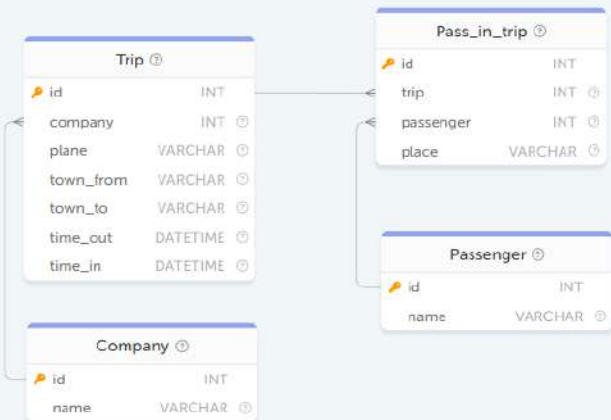 Trip
id INT
company INT
plane VARCHAR
town_from VARCHAR
town_to VARCHAR
time_out DATETIME
time_in DATETIME
Company
id INT
name VARCHAR
Pass_in_trip
id INT
trip INT
passenger INT
place VARCHAR
Passenger
id INT
name VARCHAR